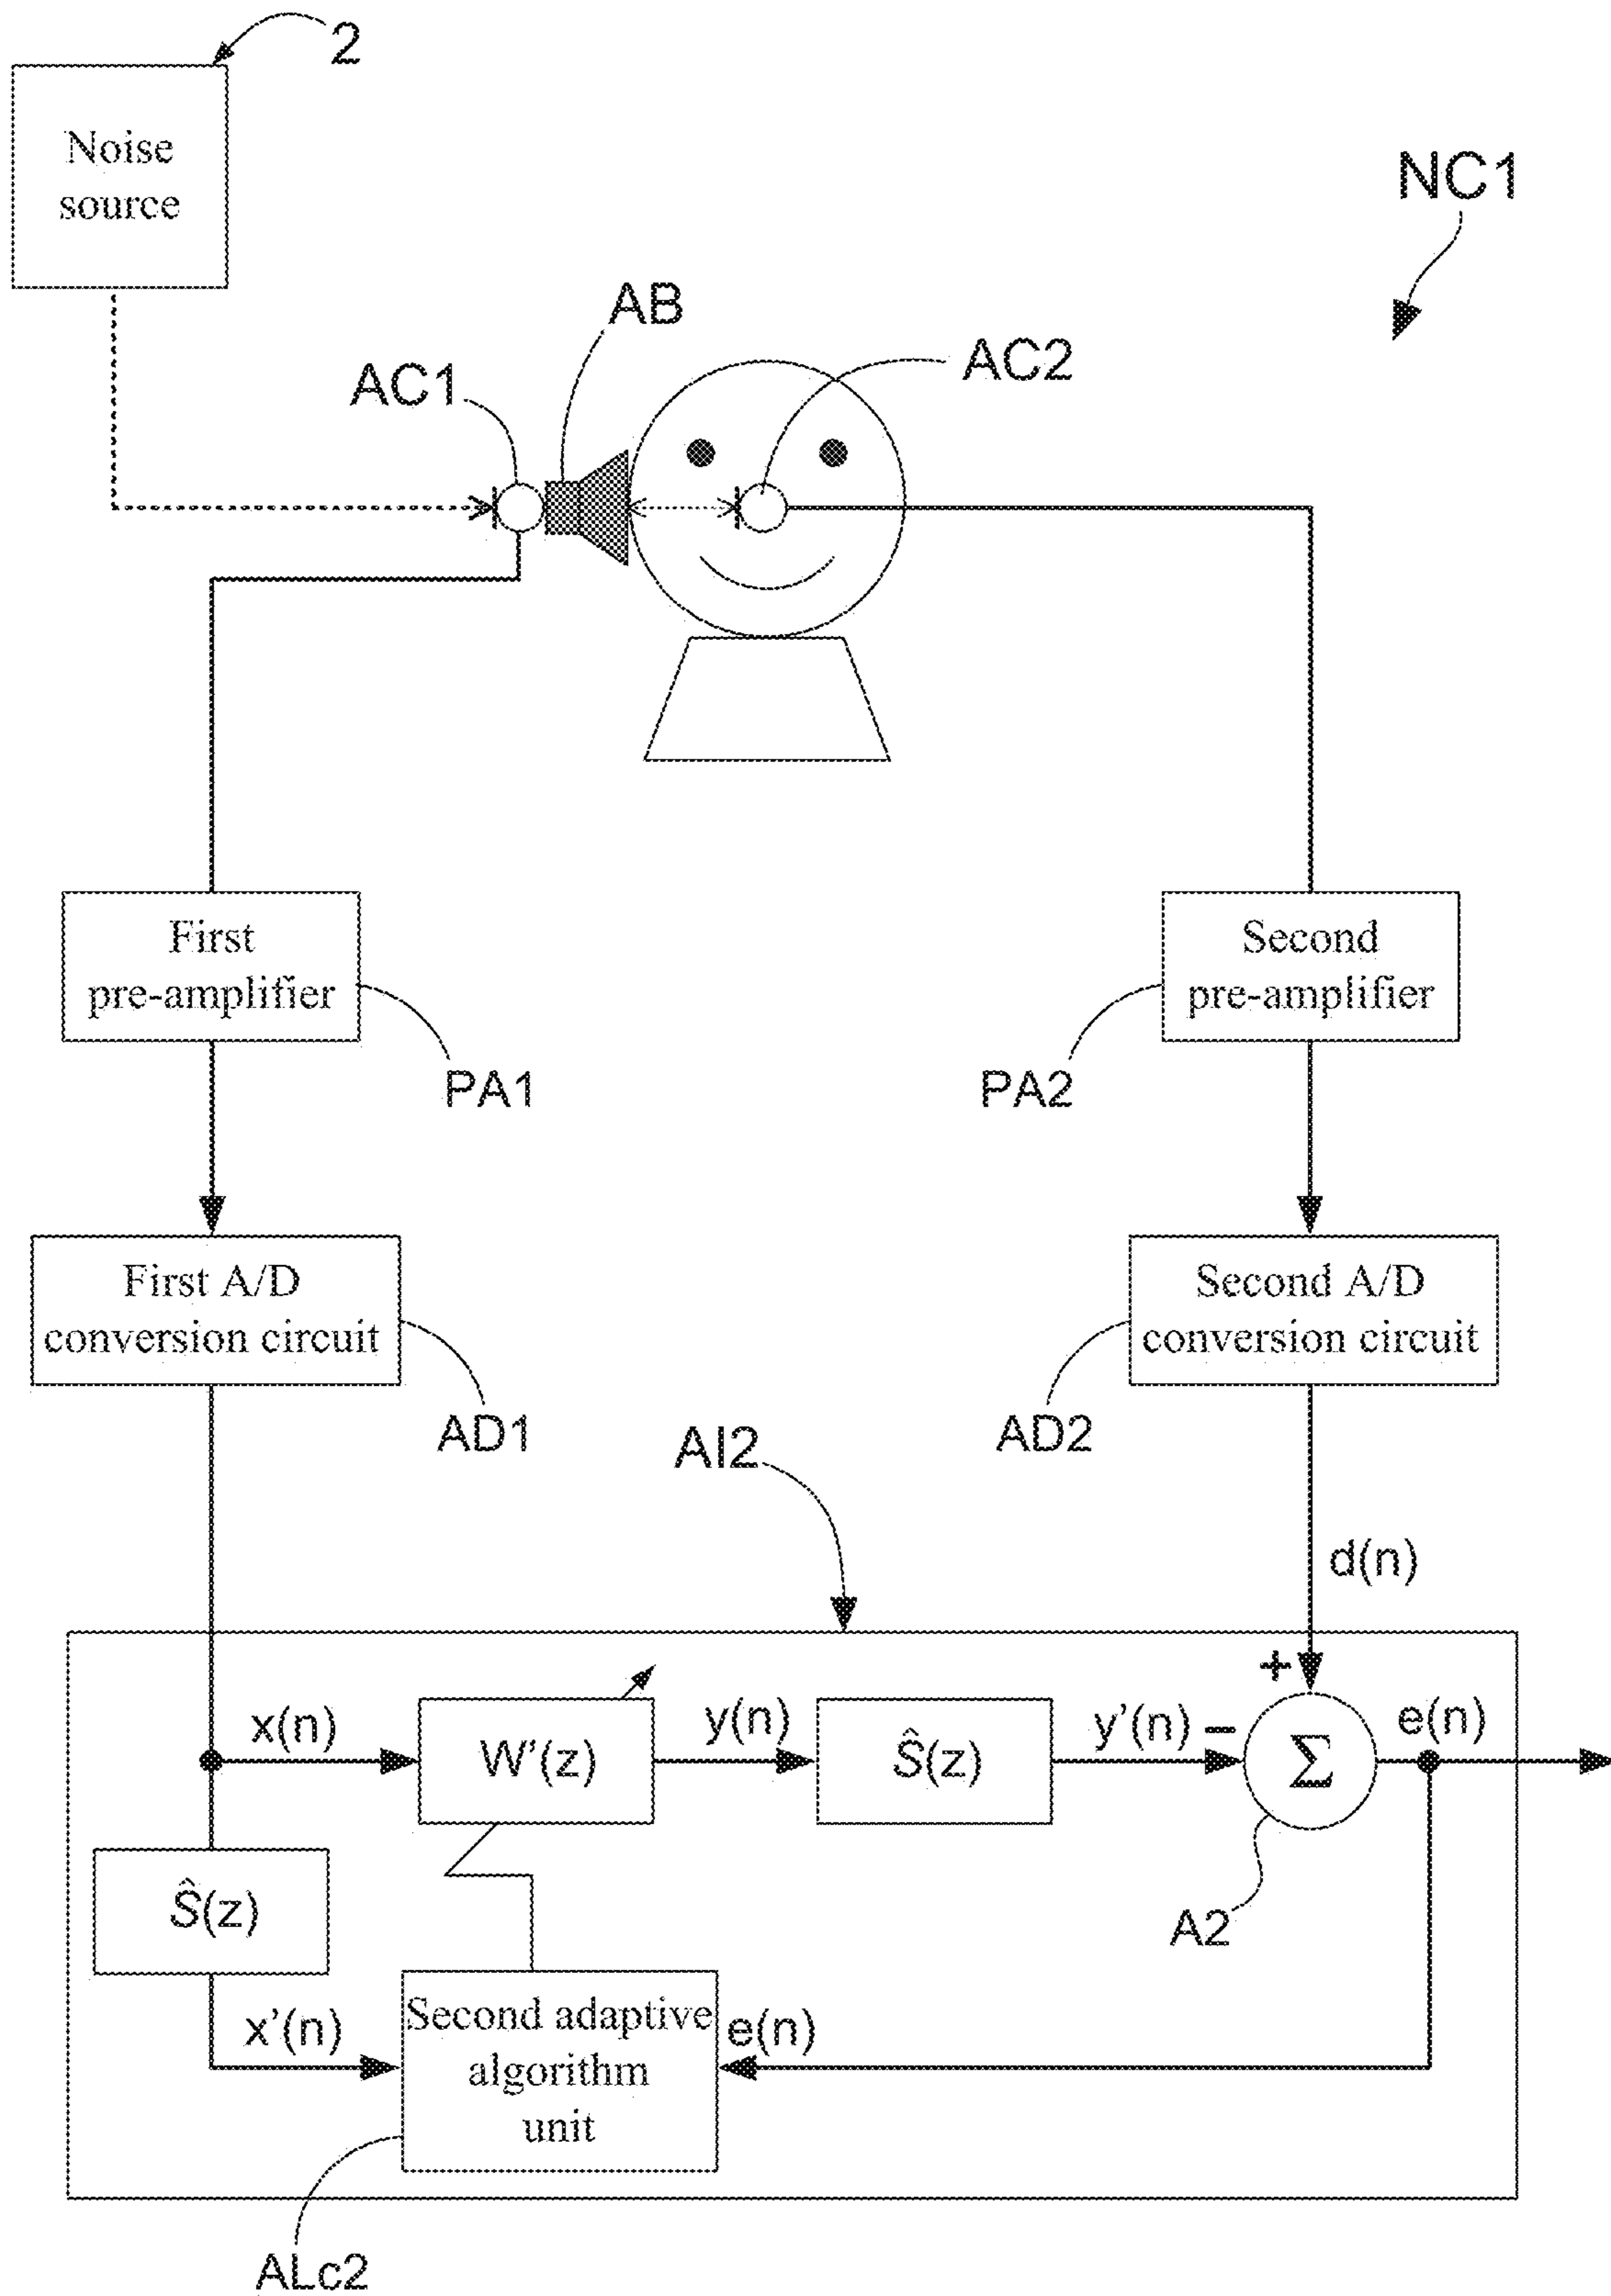 2
Noise
source
NC1
AB
AC1
AC2
First
pre-amplifier
Second
pre-amplifier
PA1
PA2
First A/D
conversion circuit
Second A/D
conversion circuit
AD1
AI2
AD2
d(n)
+
x(n)
W'(z)
y(n)
Ŝ(z)
y'(n)
−
Σ
e(n)
Ŝ(z)
A2
x'(n)
Second adaptive
algorithm
unit
e(n)
ALc2